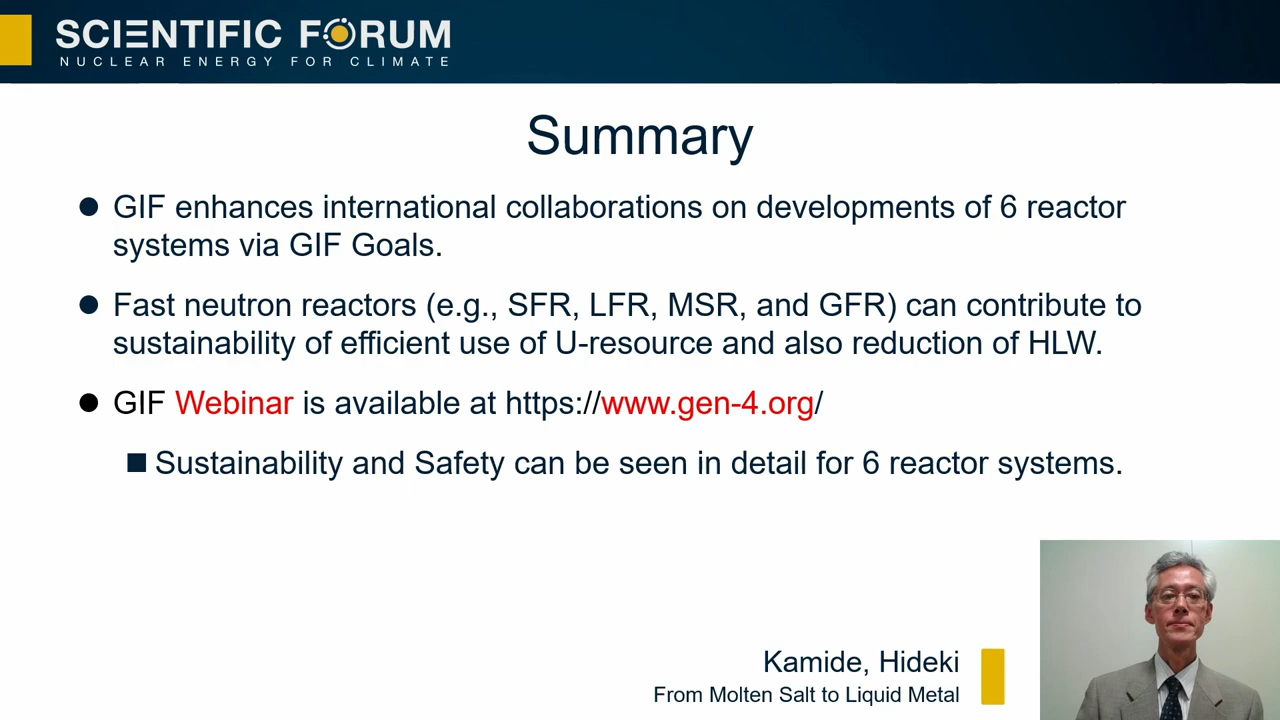 SCIENTIFIC FORUM
NUCLEAR ENERGY FOR CLIMATE
Summary
● GIF enhances international collaborations on developments of 6 reactor
systems via GIF Goals.
● Fast neutron reactors (e.g., SFR, LFR, MSR, and GFR) can contribute to
sustainability of efficient use of U-resource and also reduction of HLW.
● GIF Webinar is available at https://www.gen-4.org/
■ Sustainability and Safety can be seen in detail for 6 reactor systems.
Kamide, Hideki
From Molten Salt to Liquid Metal